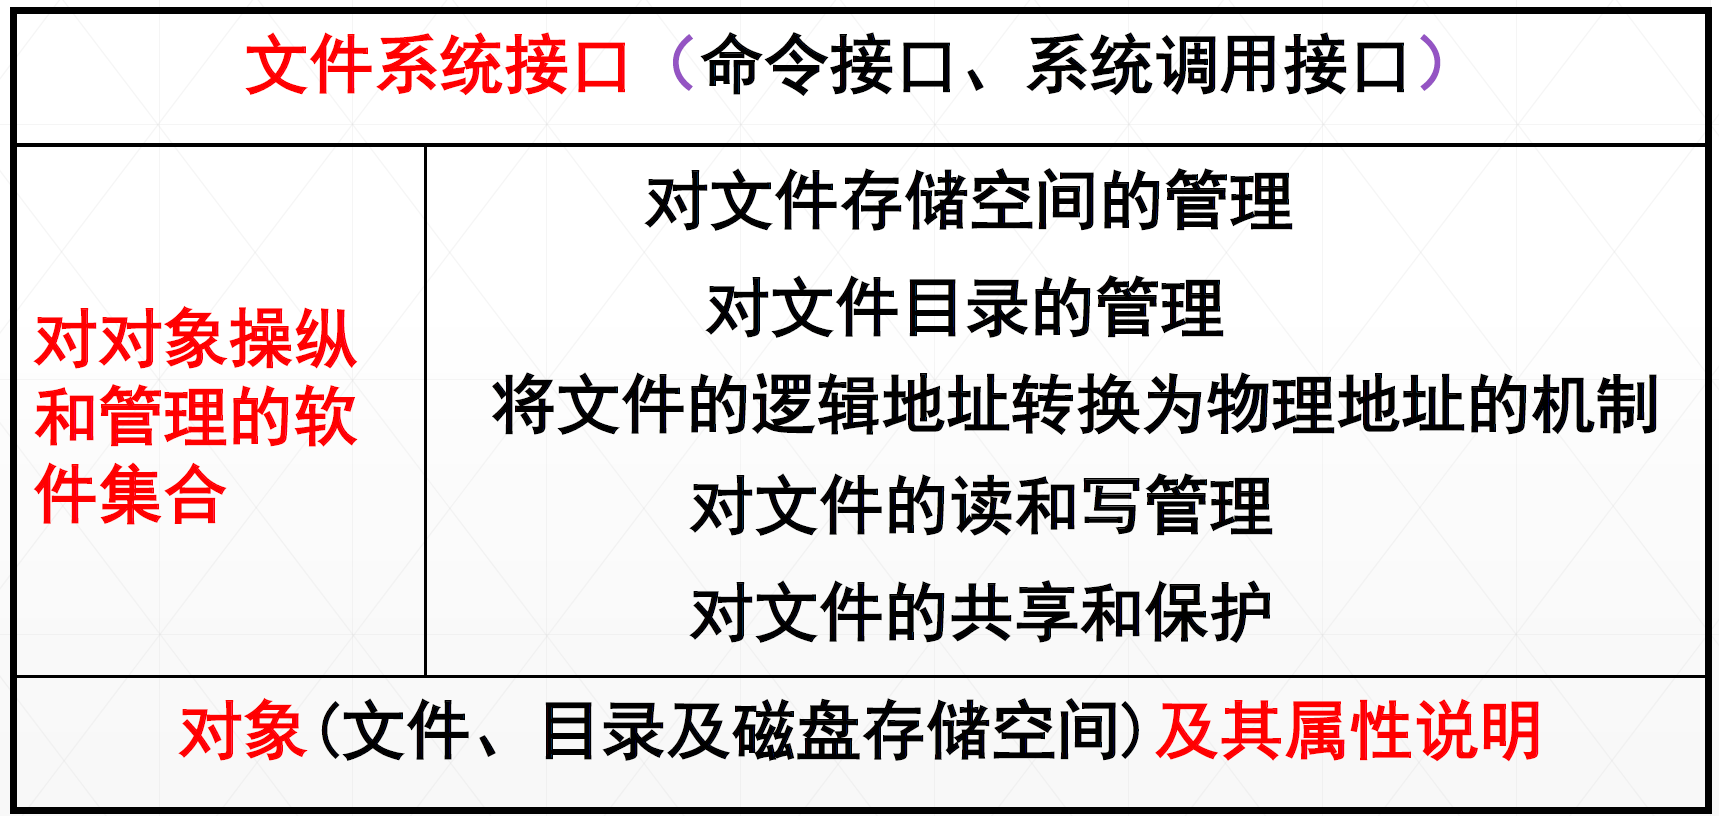 文件系统接口（命令接口、系统调用接口）
对对象操纵
和管理的软
件集合
对文件存储空间的管理
对文件目录的管理
将文件的逻辑地址转换为物理地址的机制
对文件的读和写管理
对文件的共享和保护
对象(文件、目录及磁盘存储空间)及其属性说明